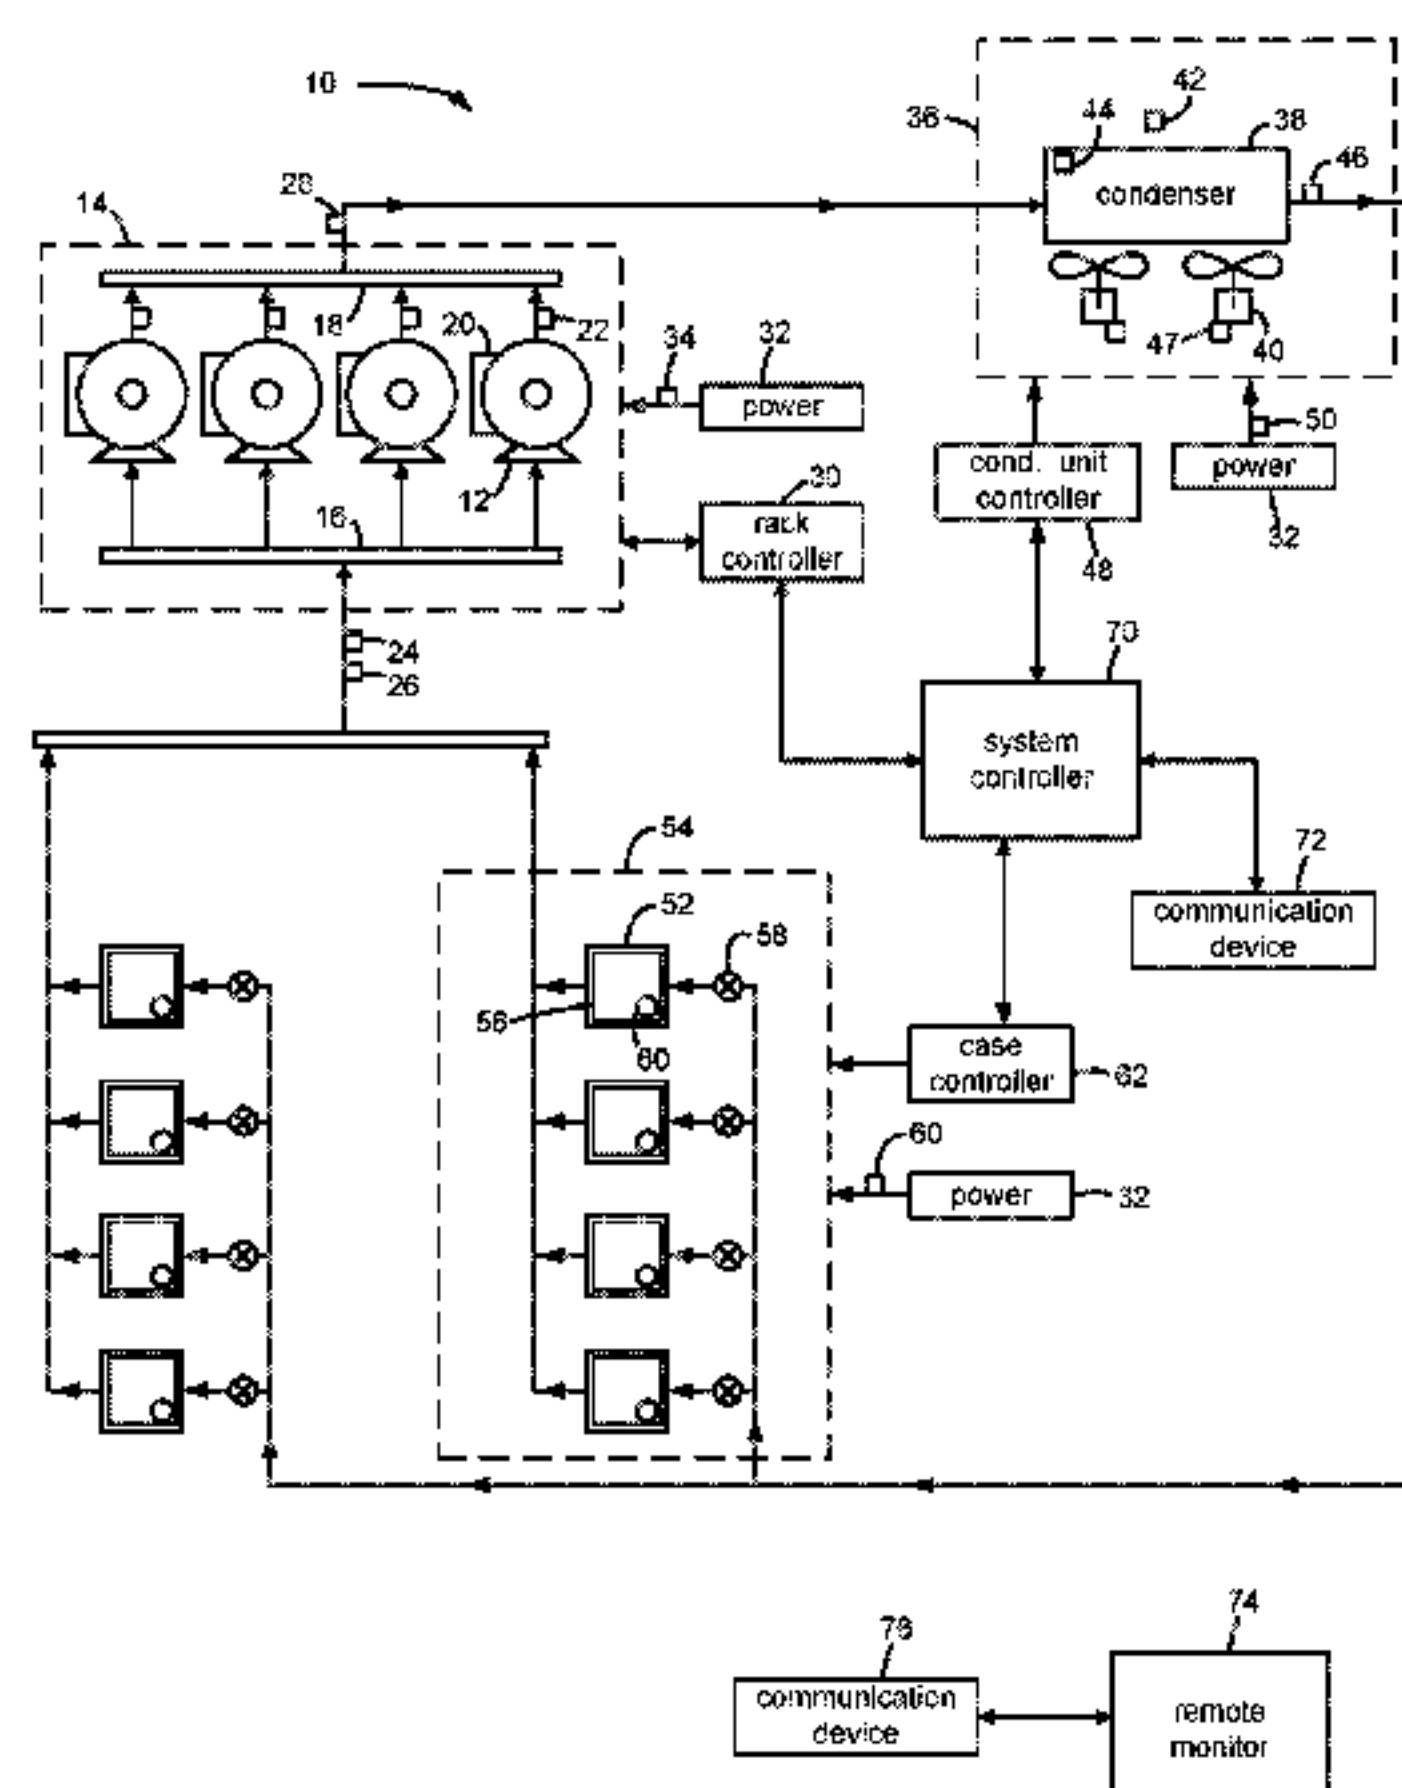 10
42
44
36
38
46
condenser
28
14
18
20
22
34
32
power
47
40
50
cond. unit
controller
power
30
12
16
rack
controller
48
32
24
26
70
system
controller
54
72
52
communication
device
58
56
60
case
controller
62
60
power
32
74
communication
device
remote
monitor